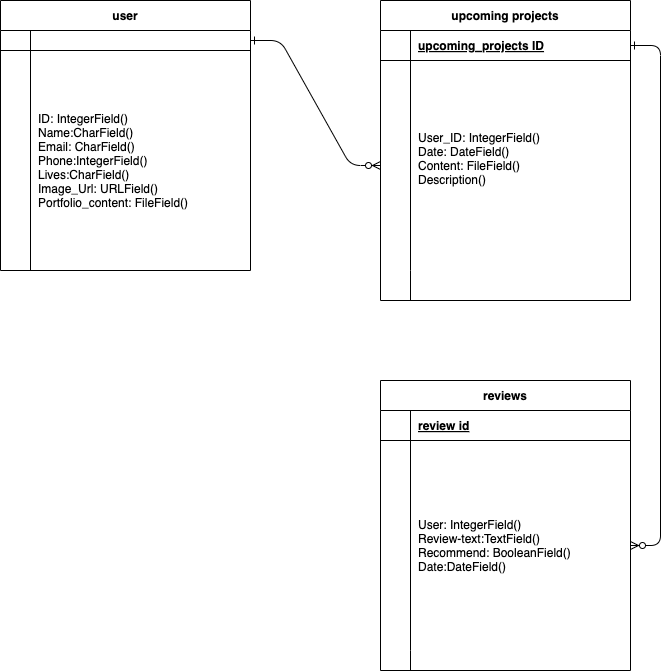 user
ID: IntegerField()
Name:CharField()
Email: CharField()
Phone:IntegerField()
Lives:CharField()
Image_Url: URLField()
Portfolio_content: FileField()
upcoming projects
upcoming_projects ID
User_ID: IntegerField()
Date: DateField()
Content: FileField()
Description()
reviews
review id
User: IntegerField()
Review-text:TextField()
Recommend: BooleanField()
Date:DateField()